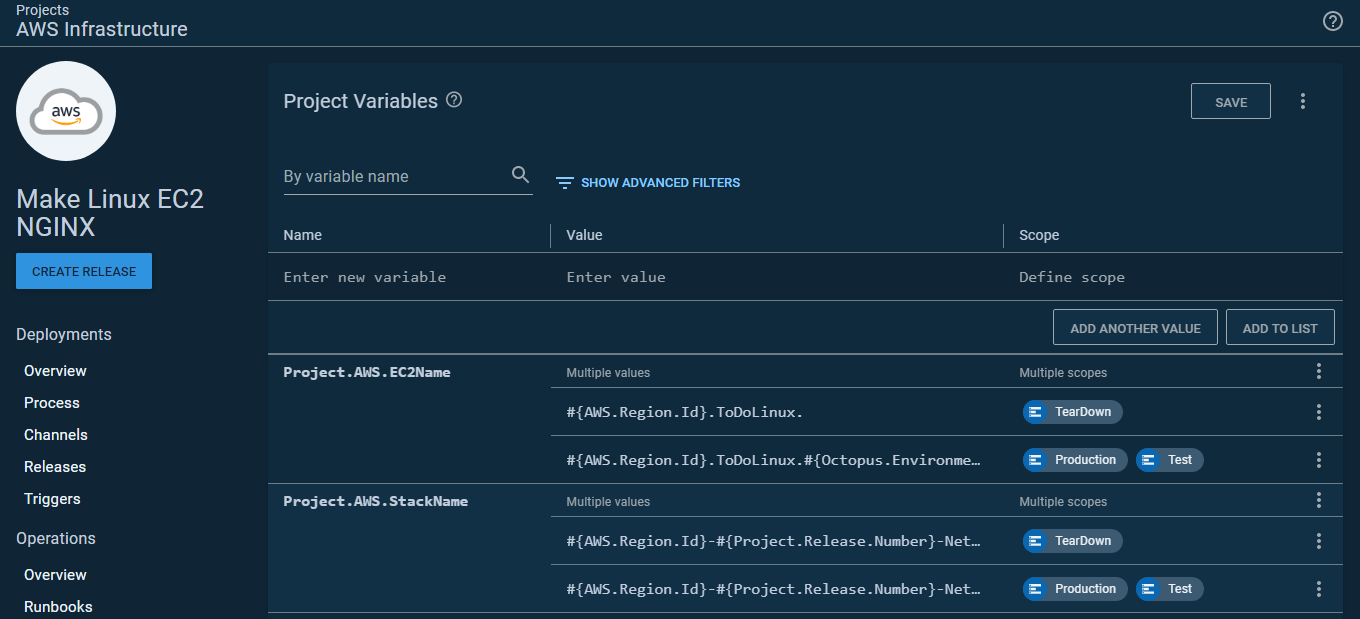 Projects
AWS Infrastructure
aws
Make Linux EC2
NGINX
CREATE RELEASE
Deployments
Overview
Process
Channels
Releases
Triggers
Operations
Overview
Runbooks
Project Variables
SAVE
By variable name
SHOW ADVANCED FILTERS
Name Value Scope
Enter new variable Enter value Define scope
ADD ANOTHER VALUE ADD TO LIST
Project.AWS.EC2Name Multiple values Multiple scopes
#{AWS.Region.Id}.ToDoLinux. TearDown
#{AWS.Region.Id}.ToDoLinux.#{Octopus.Environme… Production Test
Project.AWS.StackName Multiple values Multiple scopes
#{AWS.Region.Id}-#{Project.Release.Number}-Net… TearDown
#{AWS.Region.Id}-#{Project.Release.Number}-Net… Production Test